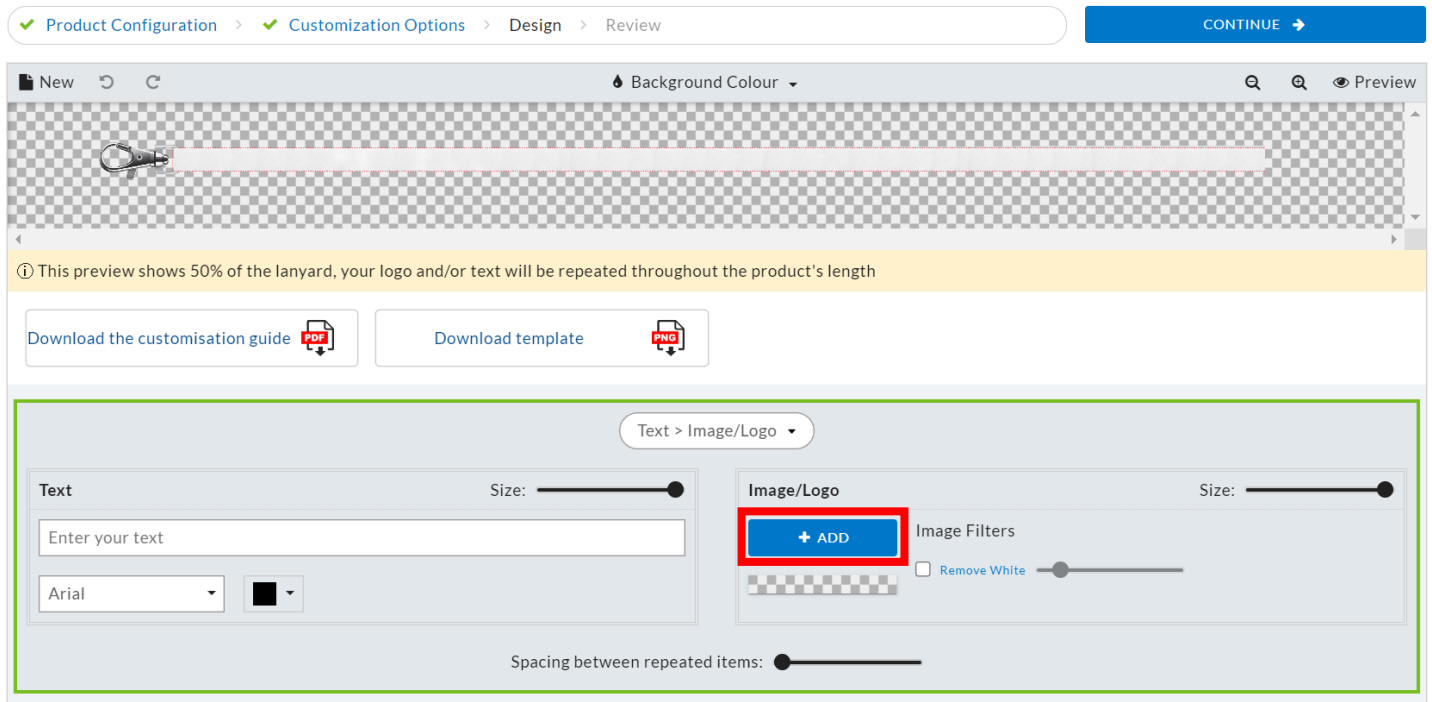 Product Configuration > Customization Options > Design > Review
CONTINUE
New
Background Colour
Preview
This preview shows 50% of the lanyard, your logo and/or text will be repeated throughout the product's length
Download the customisation guide PDF
Download template PNG
Text > Image/Logo
Text Size:
Enter your text
Arial
Image/Logo Size:
+ ADD
Image Filters
Remove White
Spacing between repeated items: